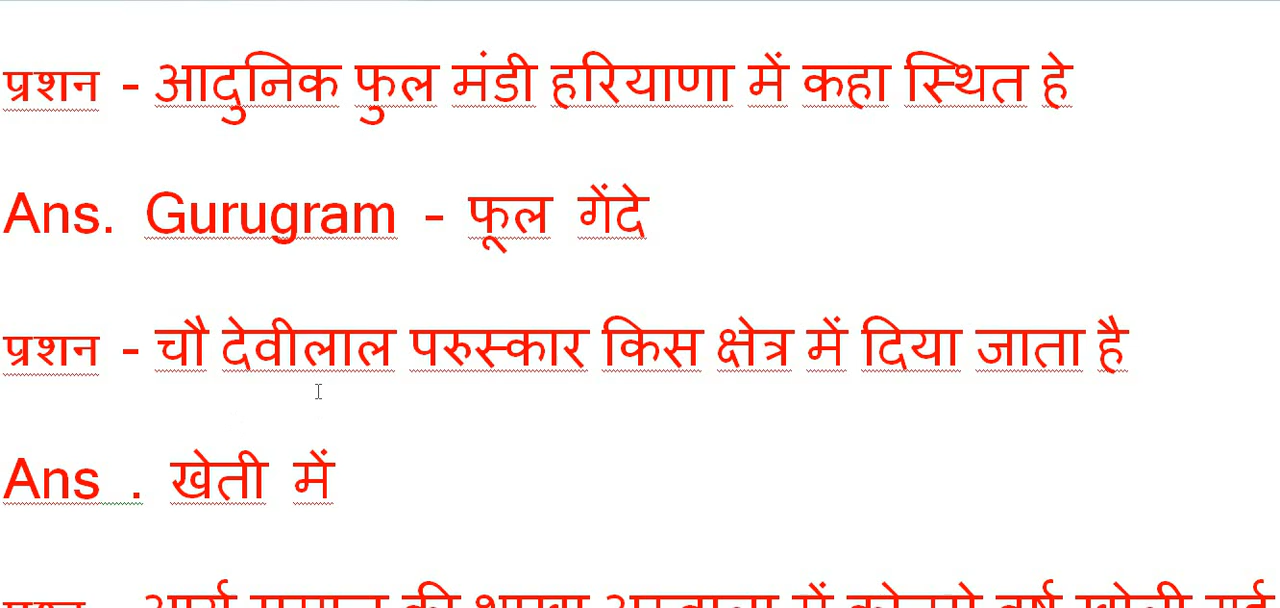 प्रशन - आदुनिक फुल मंडी हरियाणा में कहा स्थित हे
Ans. Gurugram - फूल गेंदे
प्रशन - चौ देवीलाल परुस्कार किस क्षेत्र में दिया जाता है
Ans . खेती में